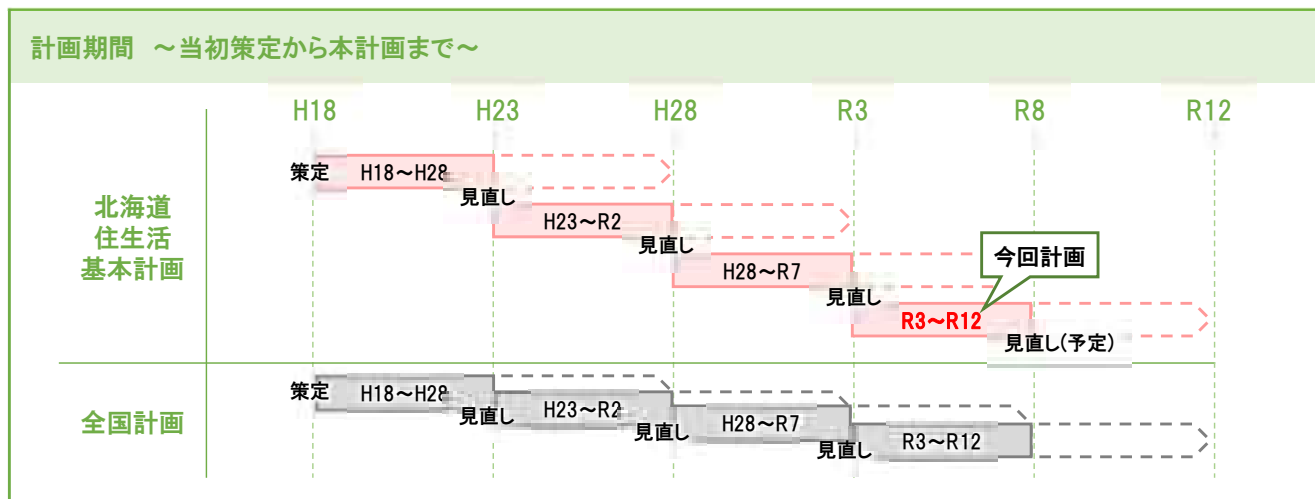 計画期間 ～当初策定から本計画まで～
H18 H23 H28 R3 R8 R12
北海道
住生活
基本計画
策定 H18～H28
見直し
H23～R2
見直し
H28～R7
今回計画
見直し
R3～R12
見直し(予定)
全国計画
策定 H18～H28
見直し
H23～R2
見直し
H28～R7
見直し
R3～R12